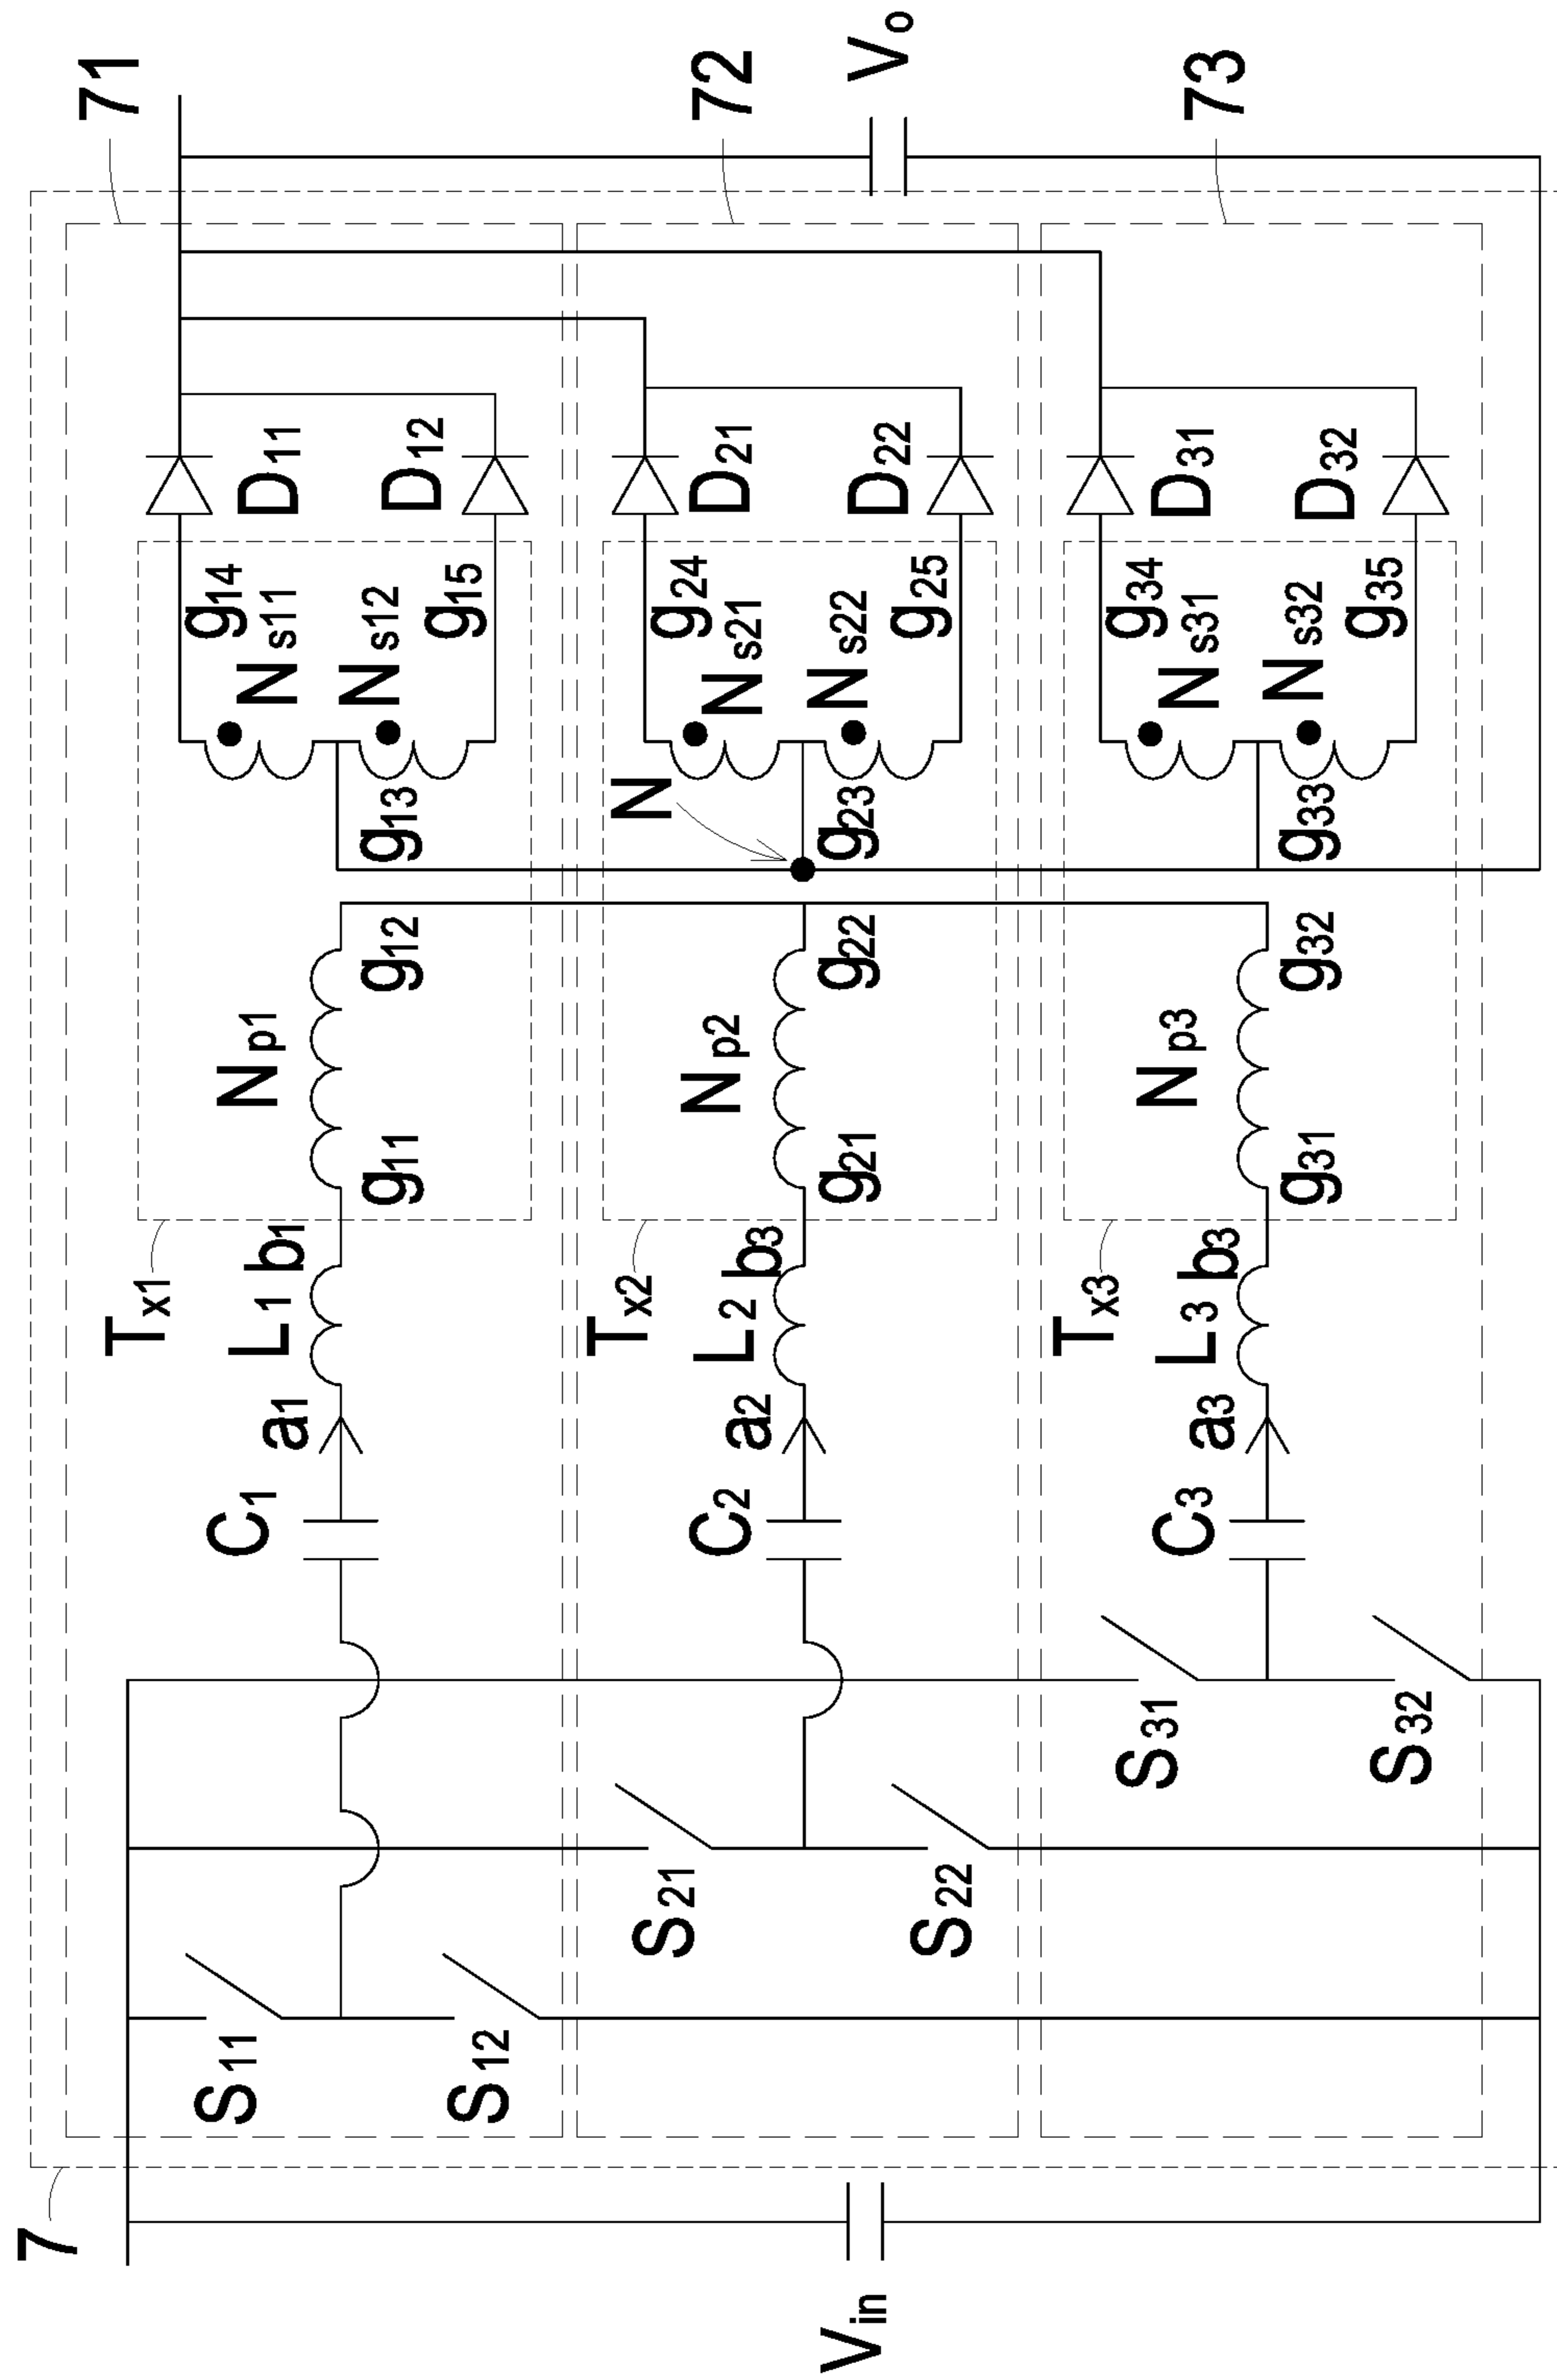 7
71
72
73
Vin
Vo
S11
S12
S21
S22
S31
S32
C1
a1
L1
b1
Tx1
g11
Np1
g12
g13
Ns11
g14
Ns12
g15
D11
D12
C2
a2
L2
b3
Tx2
g21
Np2
g22
N
g23
Ns21
g24
Ns22
g25
D21
D22
C3
a3
L3
b3
Tx3
g31
Np3
g32
g33
Ns31
g34
Ns32
g35
D31
D32